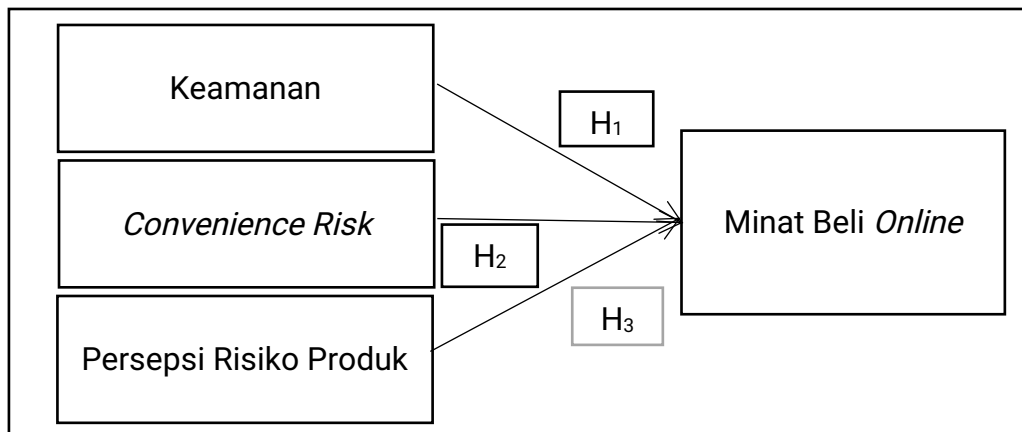 Keamanan
H₁
Convenience Risk
Minat Beli Online
H₂
H₃
Persepsi Risiko Produk